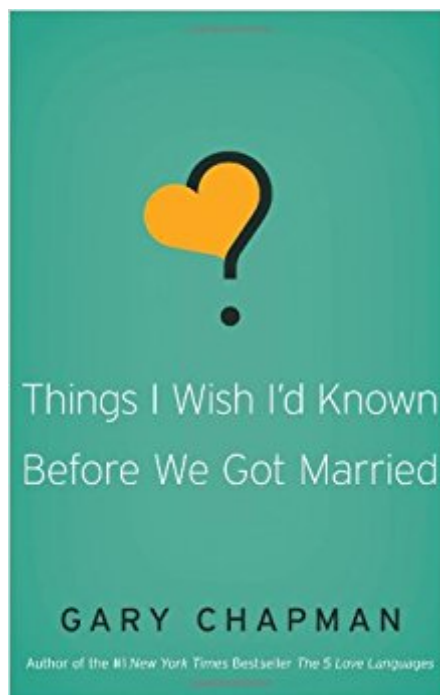 Things I Wish I'd Known
Before We Got Married
GARY CHAPMAN
Author of the #1 New York Times Bestseller The 5 Love Languages